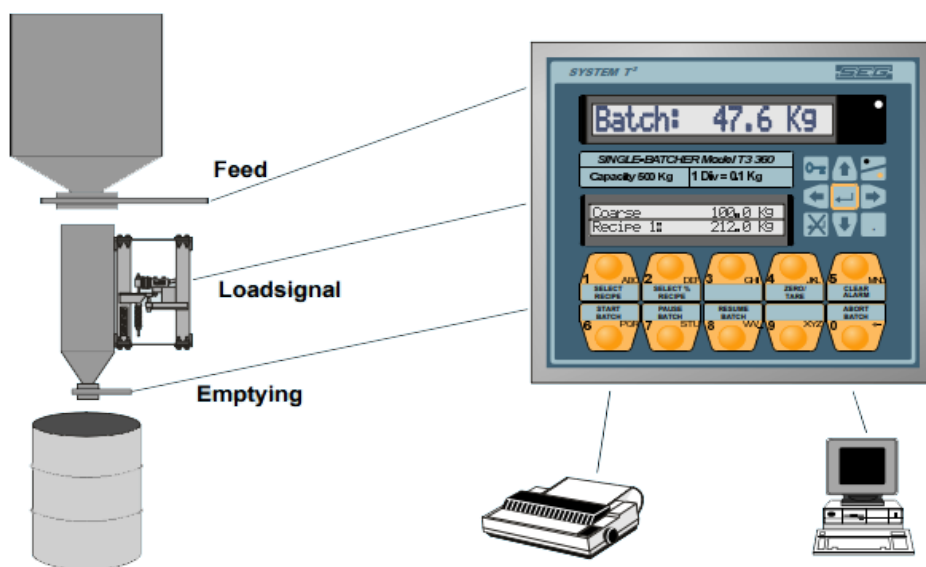 SYSTEM T³
SEG
Batch: 47.6 Kg
SINGLE-BATCHER Model T3 360
Capacity 500 Kg
1 Div = 0.1 Kg
Coarse 100.0 Kg
Recipe 1: 212.0 Kg
1 ABC
2 DEF
3 GHI
4 JKL
5 MNO
SELECT RECIPE
SELECT % RECIPE
ZERO/ TARE
CLEAR ALARM
START BATCH
PAUSE BATCH
RESUME BATCH
ABORT BATCH
6 PQR
7 STU
8 VW
9 XYZ
0 ←
.
Feed
Loadsignal
Emptying